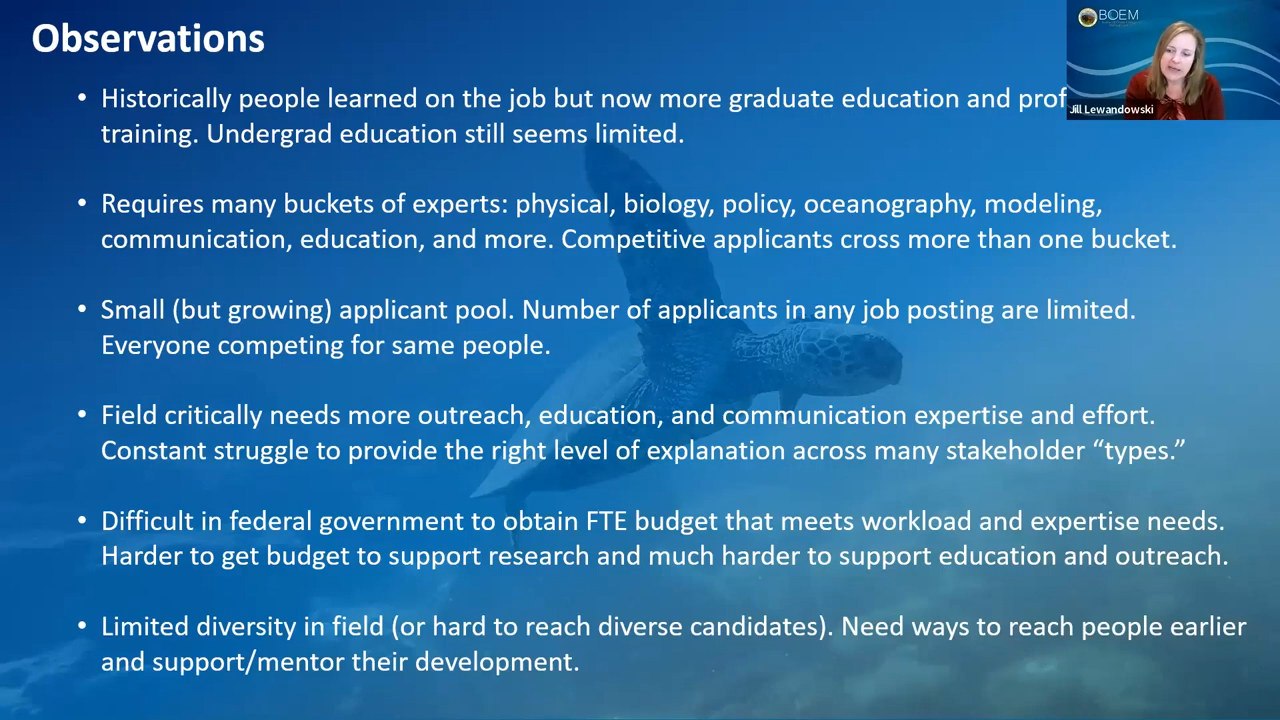 Observations
BOEM
• Historically people learned on the job but now more graduate education and
Jill Lewandowski
training. Undergrad education still seems limited.
• Requires many buckets of experts: physical, biology, policy, oceanography, modeling,
communication, education, and more. Competitive applicants cross more than one bucket.
• Small (but growing) applicant pool. Number of applicants in any job posting are limited.
Everyone competing for same people.
• Field critically needs more outreach, education, and communication expertise and effort.
Constant struggle to provide the right level of explanation across many stakeholder “types.”
• Difficult in federal government to obtain FTE budget that meets workload and expertise needs.
Harder to get budget to support research and much harder to support education and outreach.
• Limited diversity in field (or hard to reach diverse candidates). Need ways to reach people earlier
and support/mentor their development.